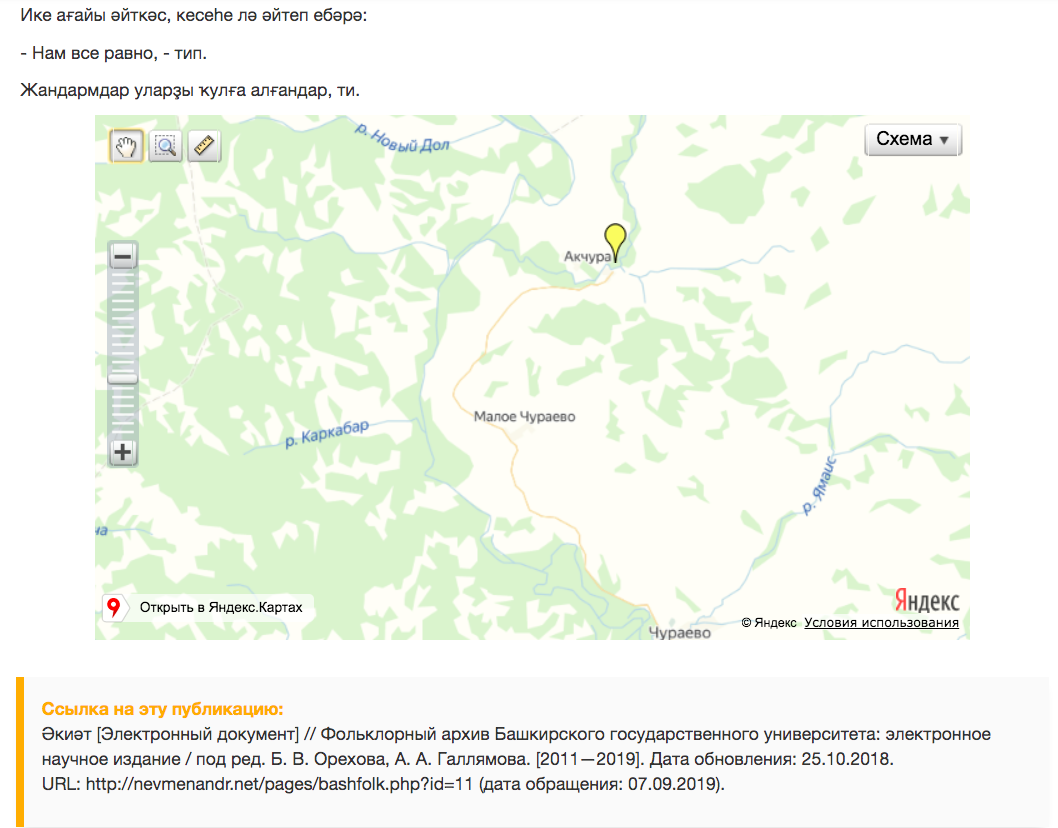 Ике ағайы әйткәс, кесеһе лә әйтеп ебәрә:
- Нам все равно, - тип.
Жандармдар уларҙы ҡулға алғандар, ти.
р. Новый Дол
Схема
Акчура
Малое Чураево
р. Каркабар
р. Ямаис
на
Открыть в Яндекс.Картах
Яндекс
© Яндекс Условия использования
Чураево
Ссылка на эту публикацию:
Әкиәт [Электронный документ] // Фольклорный архив Башкирского государственного университета: электронное
научное издание / под ред. Б. В. Орехова, А. А. Галлямова. [2011—2019]. Дата обновления: 25.10.2018.
URL: http://nevmenandr.net/pages/bashfolk.php?id=11 (дата обращения: 07.09.2019).